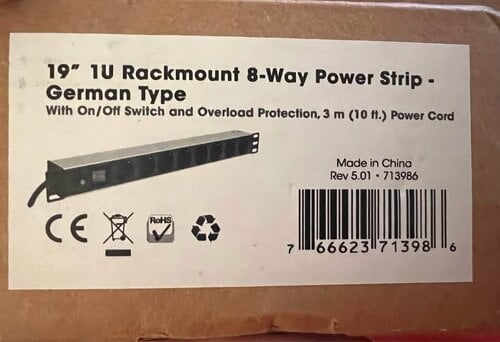 19" 1U Rackmount 8-Way Power Strip -
German Type
With On/Off Switch and Overload Protection, 3 m (10 ft.) Power Cord
Made in China
Rev 5.01 • 713986
CE
RoHS
7 66623 71398 6